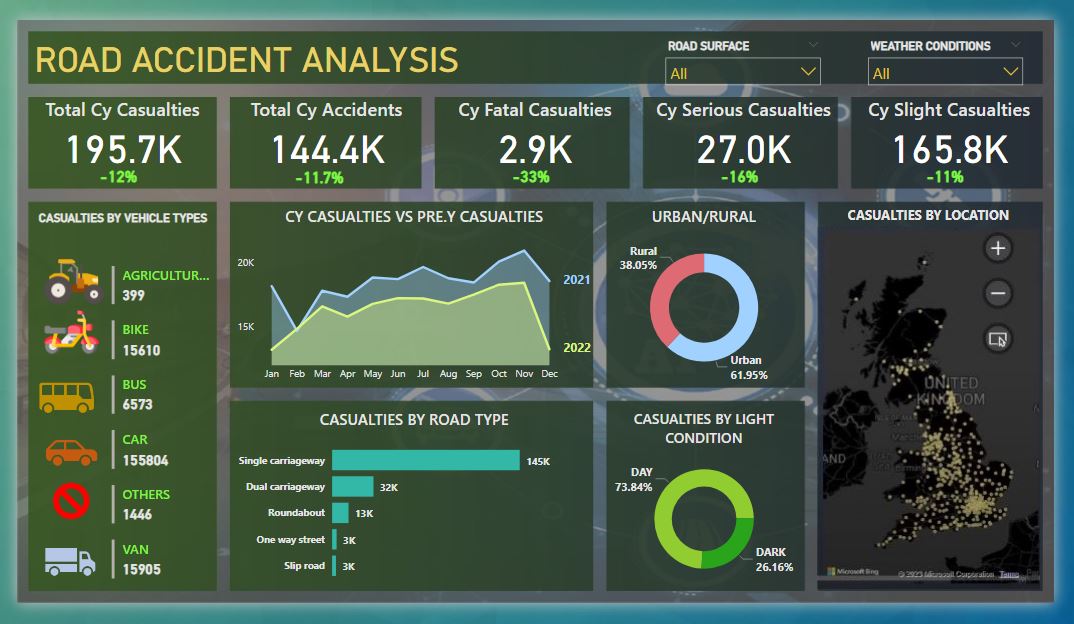 ROAD ACCIDENT ANALYSIS
ROAD SURFACE
All
WEATHER CONDITIONS
All
Total Cy Casualties
195.7K
-12%
Total Cy Accidents
144.4K
-11.7%
Cy Fatal Casualties
2.9K
-33%
Cy Serious Casualties
27.0K
-16%
Cy Slight Casualties
165.8K
-11%
CASUALTIES BY VEHICLE TYPES
AGRICULTUR...
399
BIKE
15610
BUS
6573
CAR
155804
OTHERS
1446
VAN
15905
CY CASUALTIES VS PRE.Y CASUALTIES
20K
15K
2021
2022
Jan Feb Mar Apr May Jun Jul Aug Sep Oct Nov Dec
CASUALTIES BY ROAD TYPE
Single carriageway 145K
Dual carriageway 32K
Roundabout 13K
One way street 3K
Slip road 3K
URBAN/RURAL
Rural
38.05%
Urban
61.95%
CASUALTIES BY LIGHT
CONDITION
DAY
73.84%
DARK
26.16%
CASUALTIES BY LOCATION
UNITED
KINGDOM
AND
Microsoft Bing
© 2023 Microsoft Corporation Terms